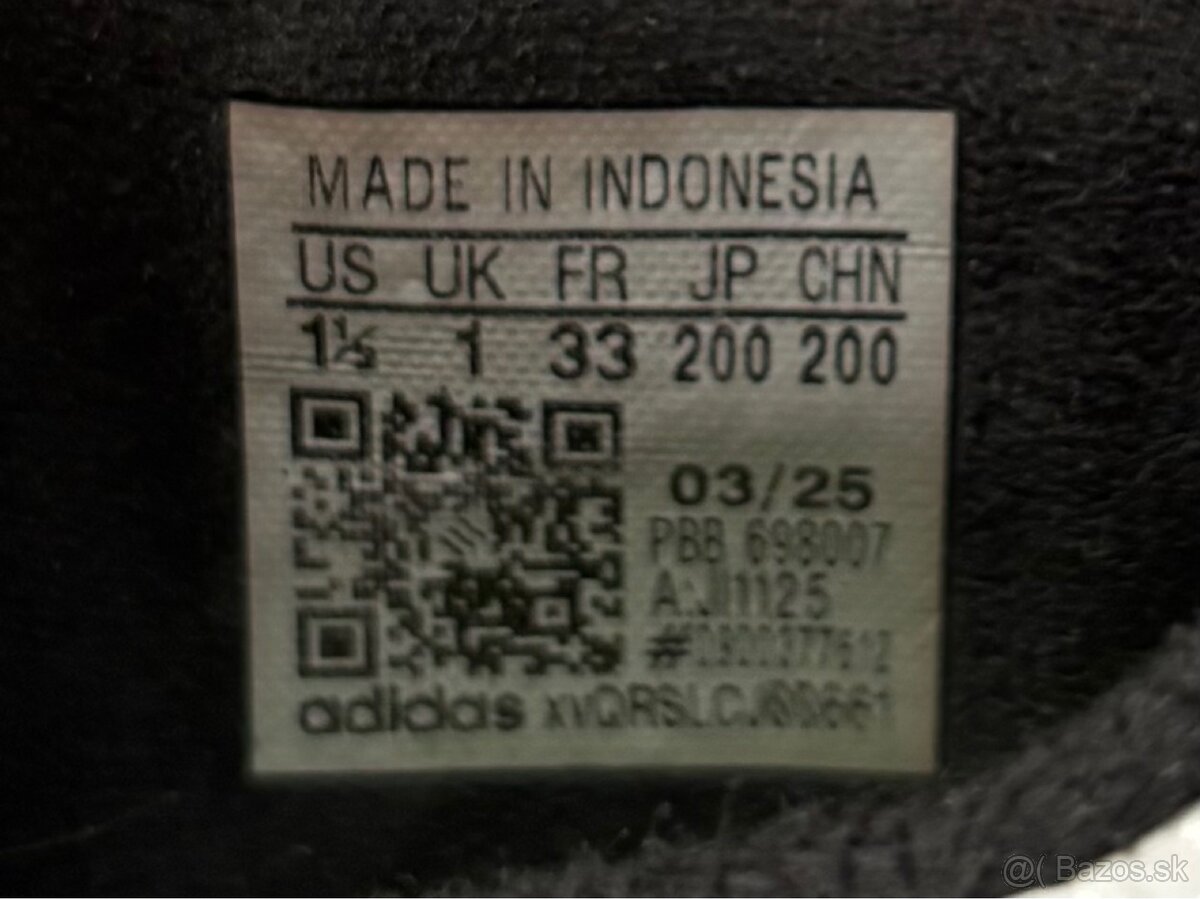 MADE IN INDONESIA
US UK FR JP CHN
1½ 1 33 200 200
03/25
PBB 698007
adidas
@( Bazos.sk